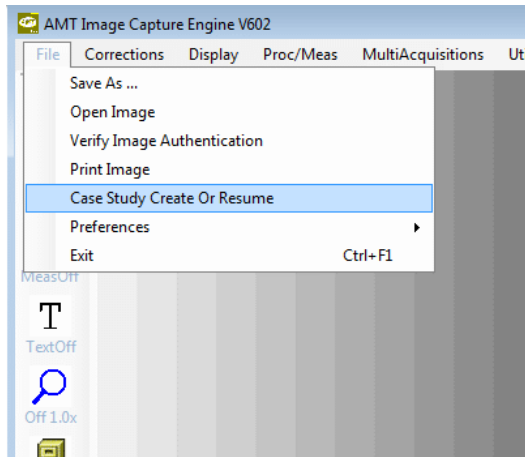 AMT Image Capture Engine V602
File Corrections Display Proc/Meas MultiAcquisitions Ut
Save As ...
Open Image
Verify Image Authentication
Print Image
Case Study Create Or Resume
Preferences
Exit Ctrl+F1
MeasOff
T
TextOff
Off 1.0x